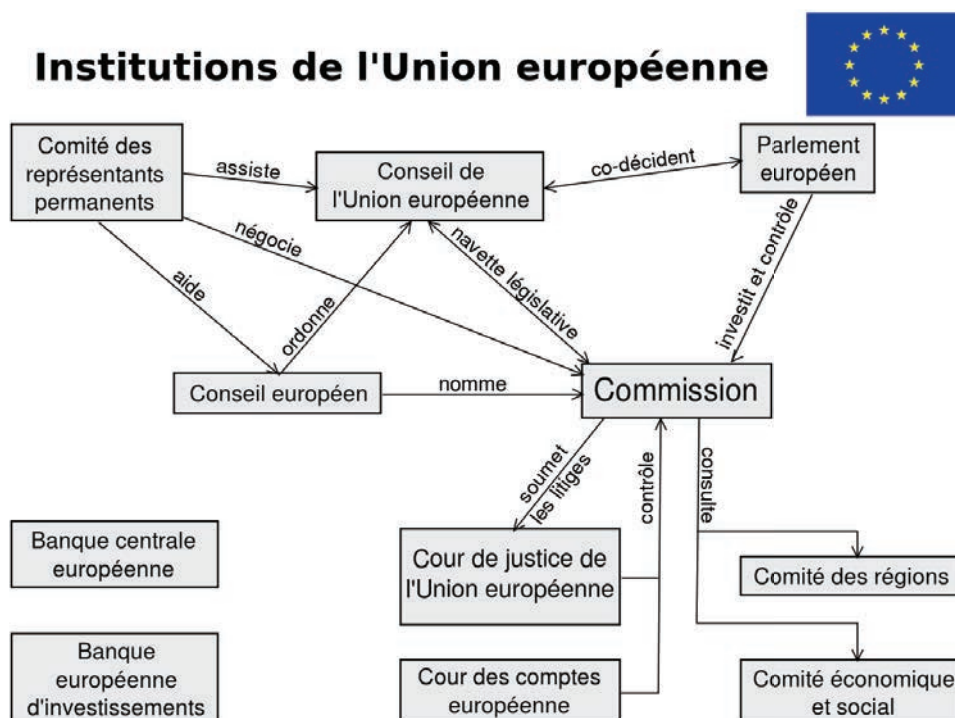 Institutions de l'Union européenne
Comité des
représentants
permanents
assiste
Conseil de
l'Union européenne
co-décident
Parlement
européen
négocie
navette législative
investit et contrôle
aide
ordonne
Conseil européen
nomme
Commission
soumet
les litiges
contrôle
consulte
Banque centrale
européenne
Cour de justice de
l'Union européenne
Comité des régions
Banque
européenne
d'investissements
Cour des comptes
européenne
Comité économique
et social